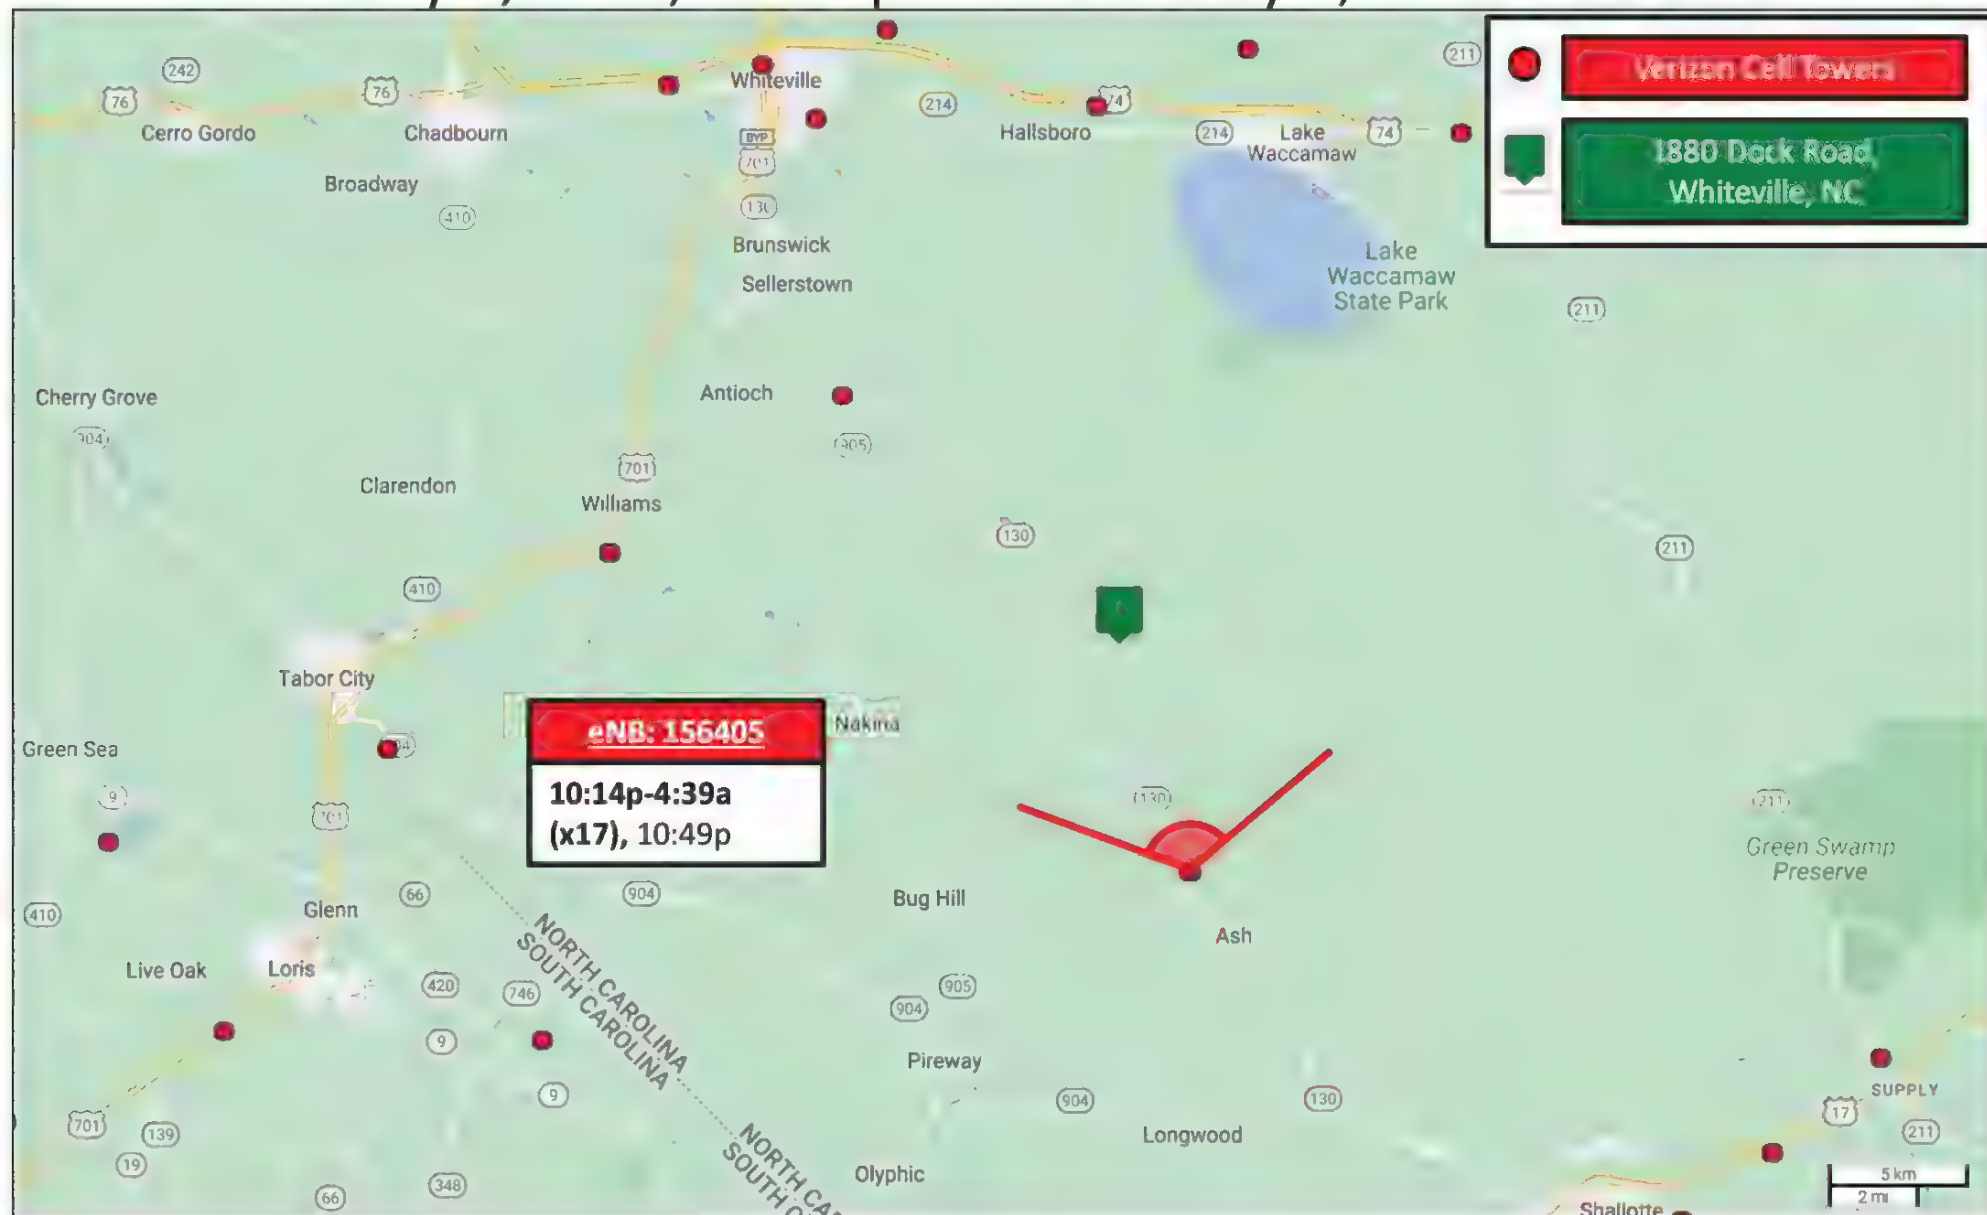 Verizon Cell Towers
1880 Dock Road,
Whiteville, NC
242
76
76
Whiteville
211
74
214
Cerro Gordo
Chadbourn
Hallsboro
214
Lake
Waccamaw
74
BYP
701
Broadway
410
Brunswick
Sellerstown
Lake
Waccamaw
State Park
211
Cherry Grove
904
Antioch
905
701
Clarendon
Williams
130
211
410
Tabor City
Green Sea
eNB: 156405
Nakina
10:14p-4:39a
(x17), 10:49p
9
701
130
211
Green Swamp
Preserve
66
904
Bug Hill
410
Glenn
Ash
Live Oak
Loris
420
746
905
904
NORTH CAROLINA
SOUTH CAROLINA
9
Pireway
9
904
130
SUPPLY
17
211
701
139
Longwood
19
Olyphic
348
66
5 km
2 mi
Shallotte